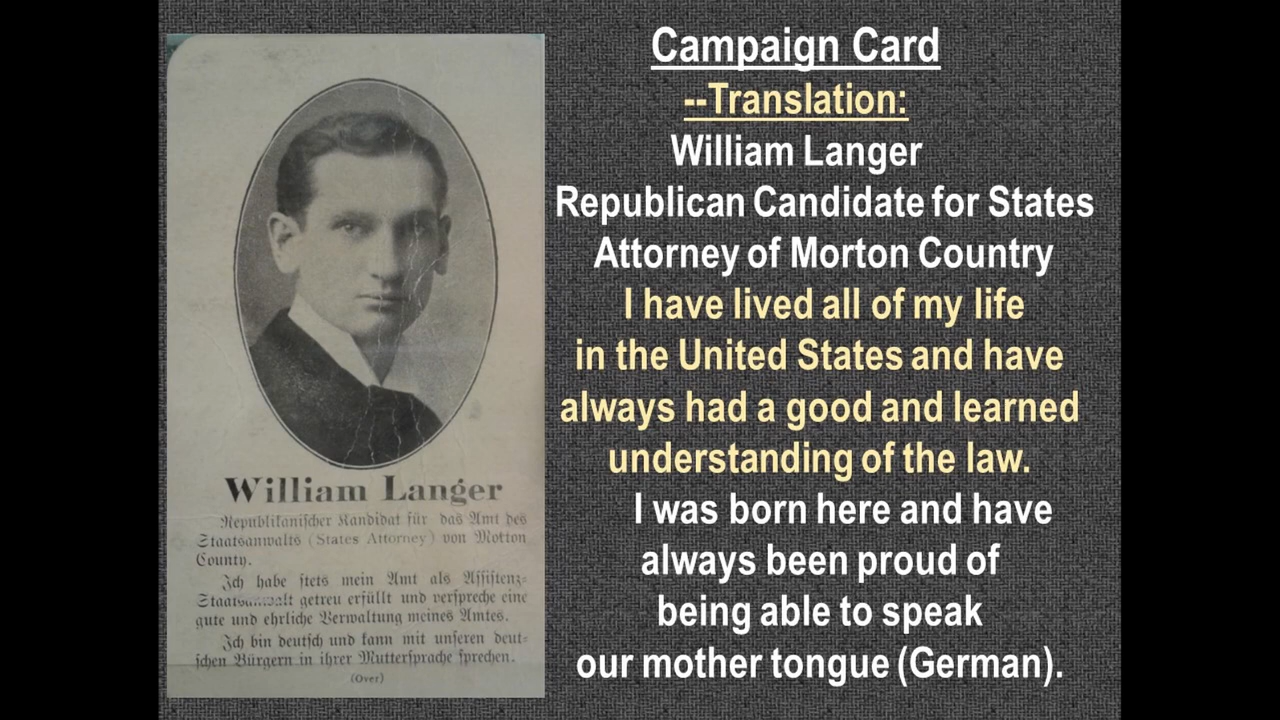 William Langer
Republikanischer Kandidat für das Amt des
Staatsanwalts (States Attorney) von Motton
County.
Ich habe stets mein Amt als Assistenz-
Staatsanwalt getreu erfüllt und verspreche eine
gute und ehrliche Verwaltung meines Amtes.
Ich bin deutsch und kann mit unseren deut-
schen Bürgern in ihrer Muttersprache sprechen.
(Over)
Campaign Card
--Translation:
William Langer
Republican Candidate for States
Attorney of Morton Country
I have lived all of my life
in the United States and have
always had a good and learned
understanding of the law.
I was born here and have
always been proud of
being able to speak
our mother tongue (German).